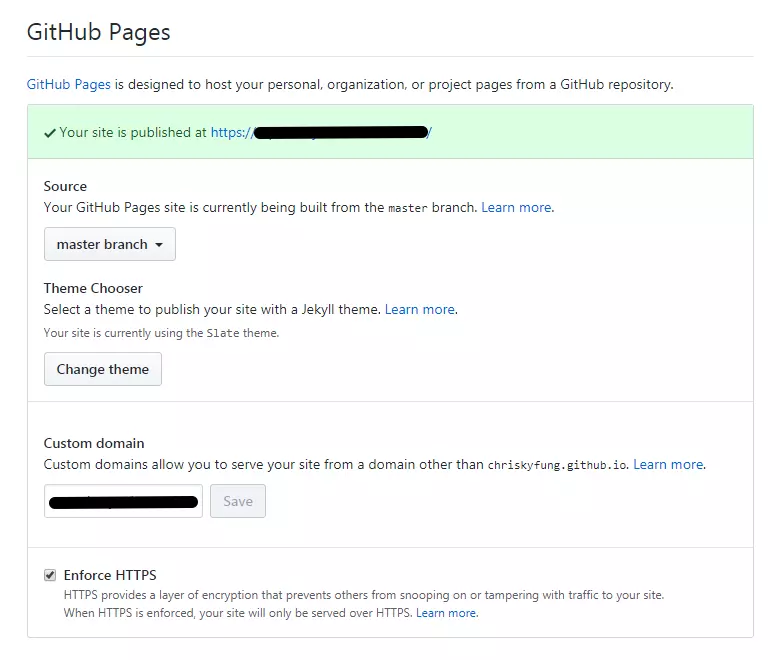 GitHub Pages
GitHub Pages is designed to host your personal, organization, or project pages from a GitHub repository.
Your site is published at https:// /
Source
Your GitHub Pages site is currently being built from the master branch. Learn more.
master branch
Theme Chooser
Select a theme to publish your site with a Jekyll theme. Learn more.
Your site is currently using the Slate theme.
Change theme
Custom domain
Custom domains allow you to serve your site from a domain other than chriskyfung.github.io. Learn more.
Save
Enforce HTTPS
HTTPS provides a layer of encryption that prevents others from snooping on or tampering with traffic to your site.
When HTTPS is enforced, your site will only be served over HTTPS. Learn more.